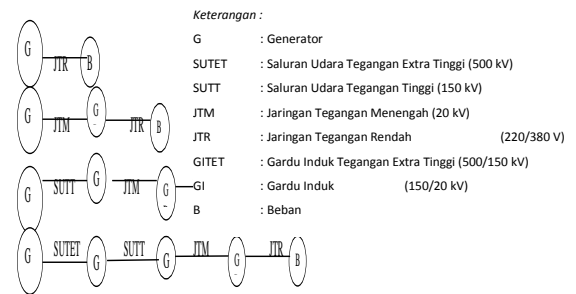 Keterangan :
G : Generator
SUTET : Saluran Udara Tegangan Extra Tinggi (500 kV)
SUTT : Saluran Udara Tegangan Tinggi (150 kV)
JTM : Jaringan Tegangan Menengah (20 kV)
JTR : Jaringan Tegangan Rendah (220/380 V)
GITET : Gardu Induk Tegangan Extra Tinggi (500/150 kV)
GI : Gardu Induk (150/20 kV)
B : Beban
G JTR B
G JTM G JTR B
G SUTT G JTM G
G SUTET G SUTT G JTM G JTR B